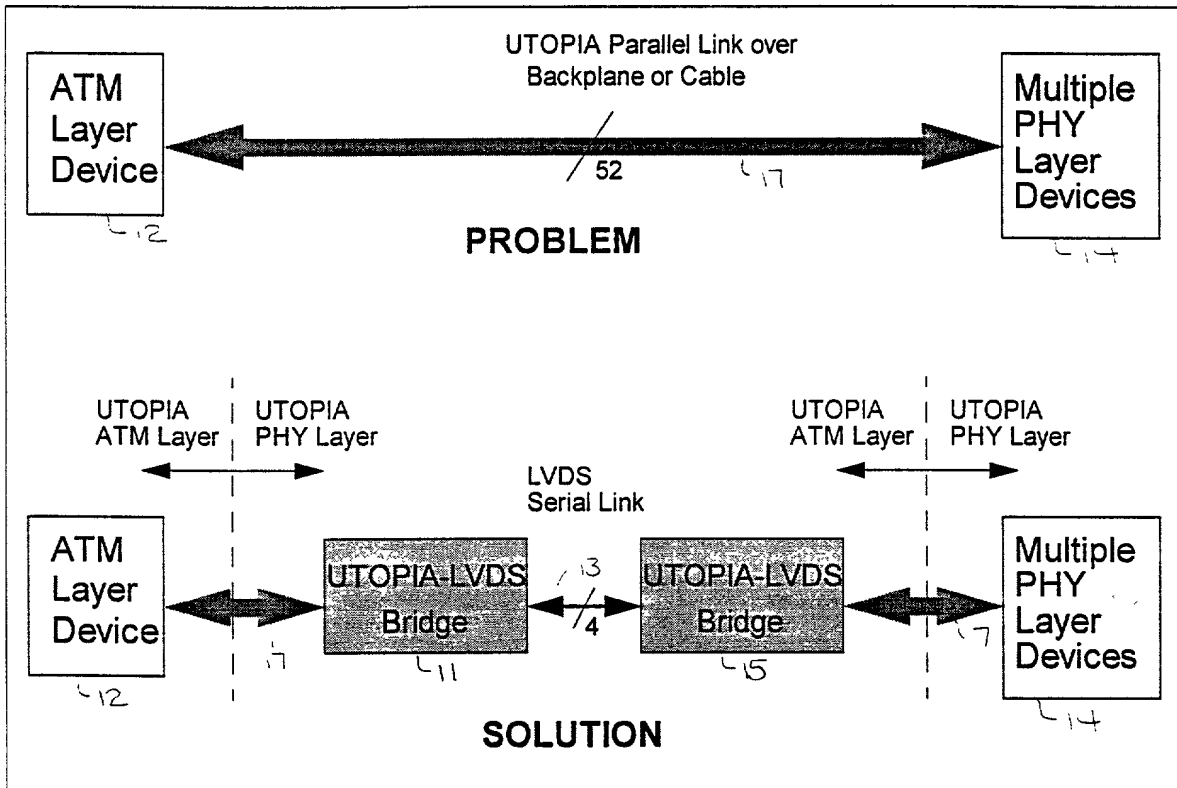 UTOPIA Parallel Link over
Backplane or Cable
ATM
Layer
Device
12
52
17
Multiple
PHY
Layer
Devices
14
PROBLEM
UTOPIA
ATM Layer
UTOPIA
PHY Layer
UTOPIA
ATM Layer
UTOPIA
PHY Layer
LVDS
Serial Link
ATM
Layer
Device
12
17
UTOPIA-LVDS
Bridge
11
13
4
UTOPIA-LVDS
Bridge
15
17
Multiple
PHY
Layer
Devices
14
SOLUTION